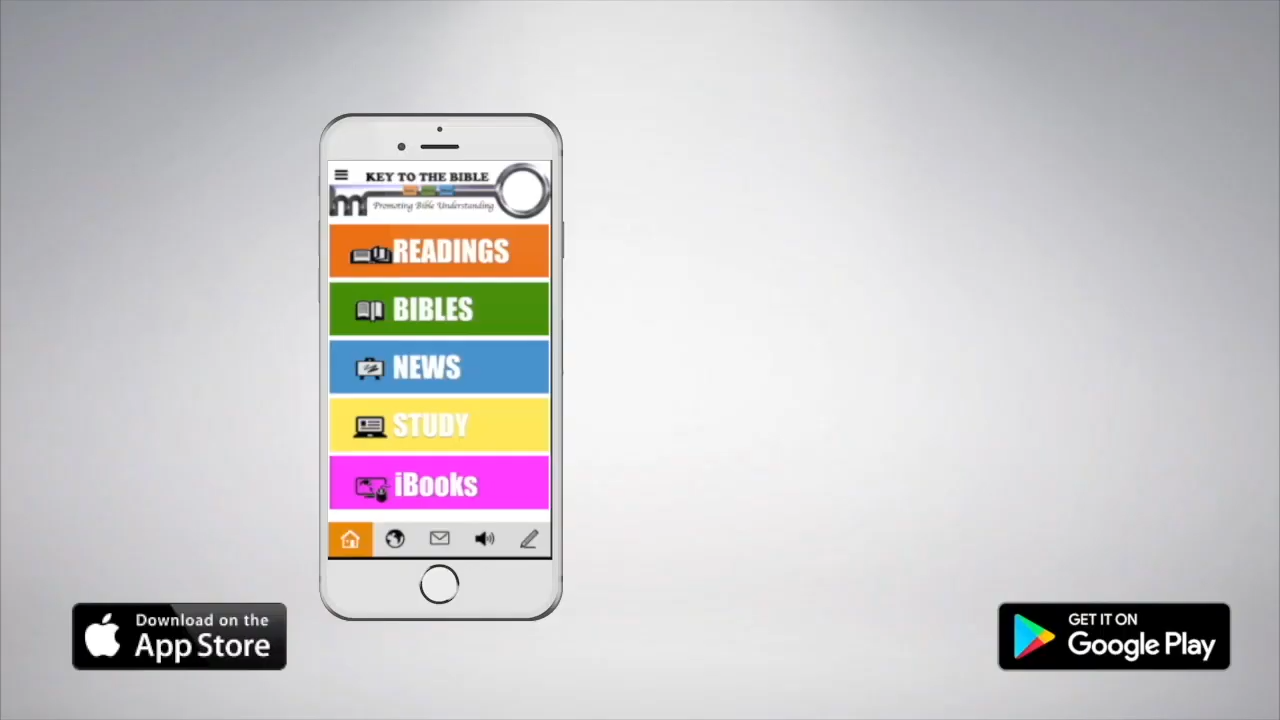 KEY TO THE BIBLE
Promoting Bible Understanding
READINGS
BIBLES
NEWS
STUDY
iBooks
Download on the
App Store
GET IT ON
Google Play